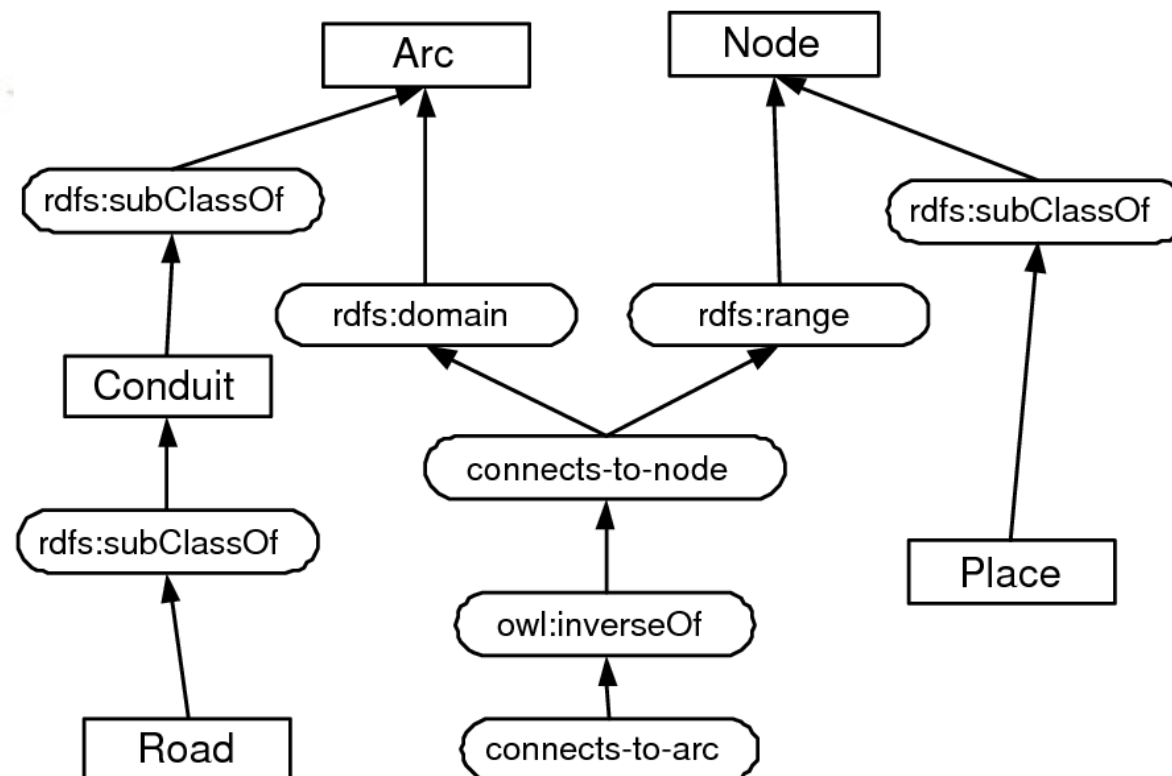 Arc
Node
rdfs:subClassOf
rdfs:subClassOf
rdfs:domain
rdfs:range
Conduit
connects-to-node
rdfs:subClassOf
Place
owl:inverseOf
Road
connects-to-arc